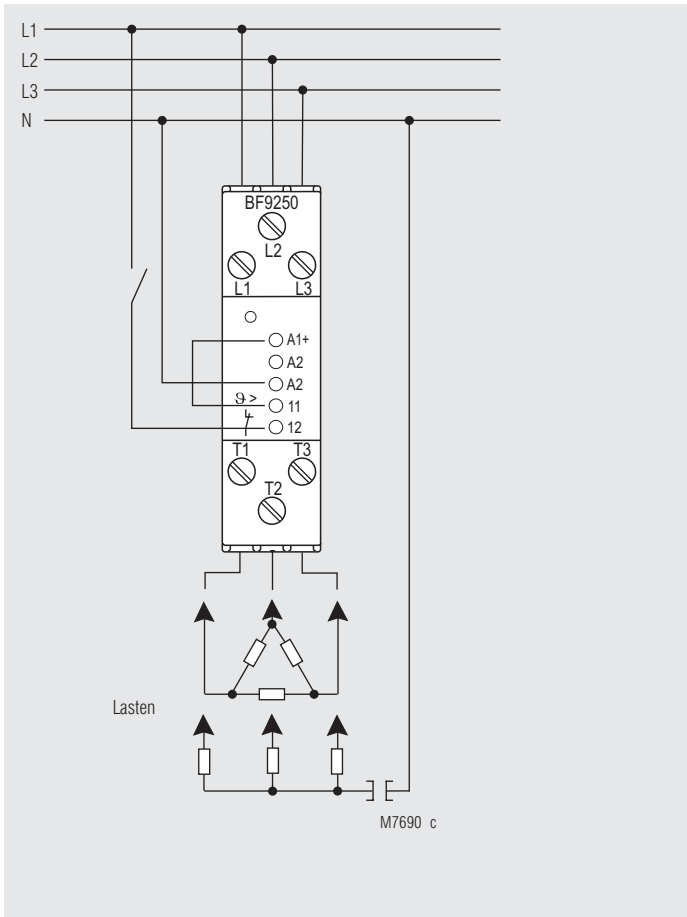 L1
L2
L3
N
BF9250
L2
L1 L3
A1+
A2
A2
ϑ > 11
12
T1 T3
T2
Lasten
M7690 c